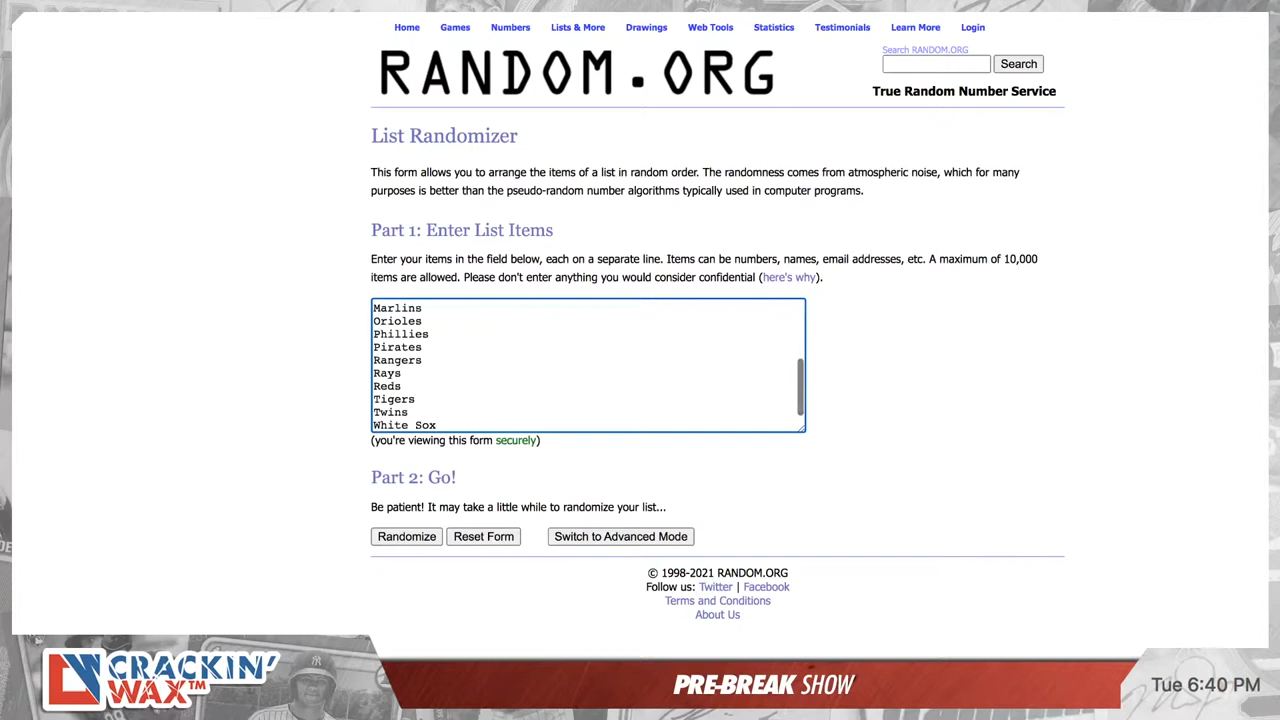 Home Games Numbers Lists & More Drawings Web Tools Statistics Testimonials Learn More Login
RANDOM.ORG
Search RANDOM.ORG
Search
True Random Number Service
List Randomizer
This form allows you to arrange the items of a list in random order. The randomness comes from atmospheric noise, which for many
purposes is better than the pseudo-random number algorithms typically used in computer programs.
Part 1: Enter List Items
Enter your items in the field below, each on a separate line. Items can be numbers, names, email addresses, etc. A maximum of 10,000
items are allowed. Please don't enter anything you would consider confidential (here's why).
Marlins
Orioles
Phillies
Pirates
Rangers
Rays
Reds
Tigers
Twins
White Sox
(you're viewing this form securely)
Part 2: Go!
Be patient! It may take a little while to randomize your list...
Randomize Reset Form Switch to Advanced Mode
© 1998-2021 RANDOM.ORG
Follow us: Twitter | Facebook
Terms and Conditions
About Us
CRACKIN'
WAX™
PRE-BREAK SHOW
Tue 6:40 PM